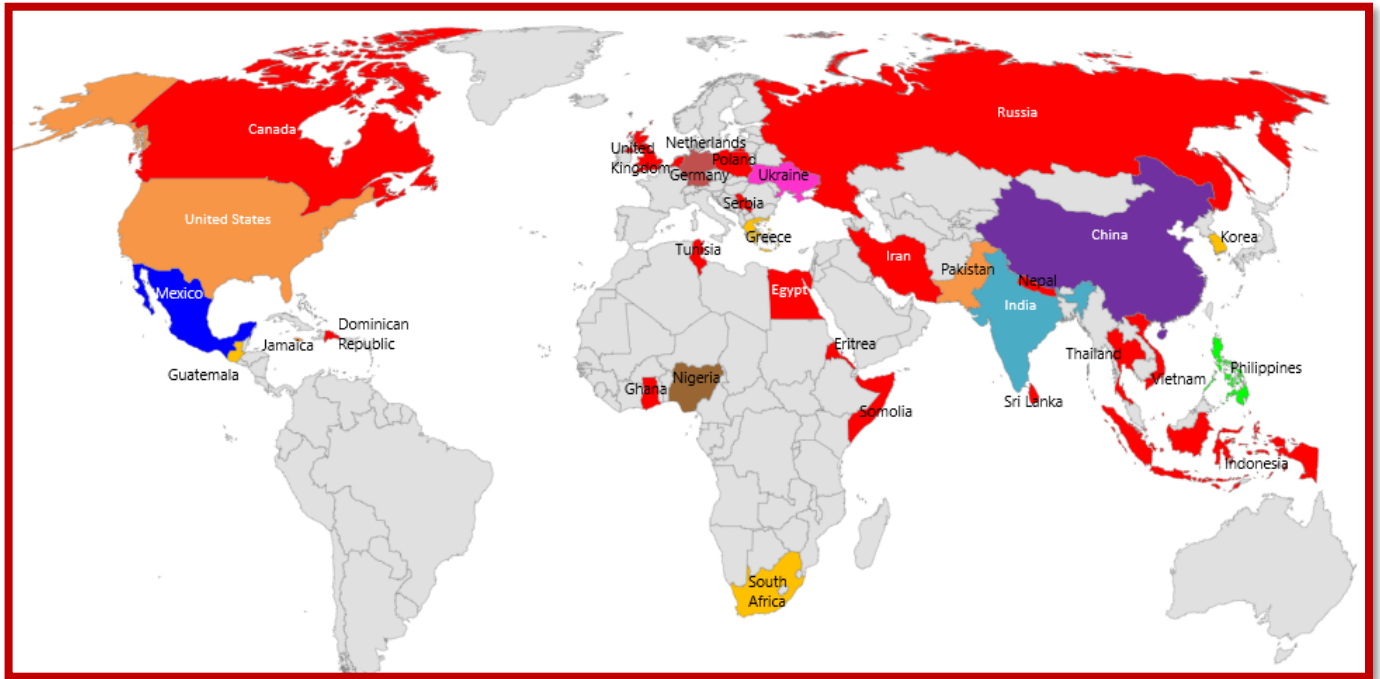 Canada
Russia
United
Kingdom
Netherlands
Poland
Germany
Ukraine
Serbia
Greece
United States
Tunisia
China
Korea
Iran
Pakistan
Nepal
Mexico
Egypt
India
Dominican
Republic
Jamaica
Guatemala
Eritrea
Thailand
Vietnam
Philippines
Ghana
Nigeria
Sri Lanka
Somolia
Indonesia
South
Africa